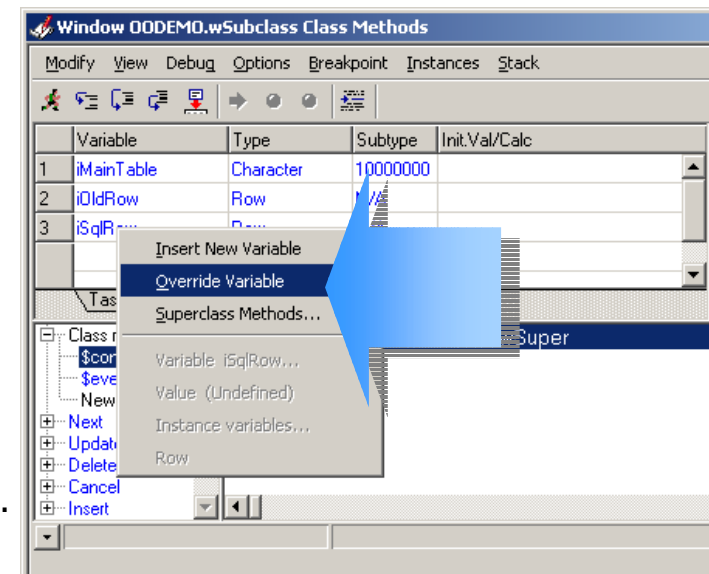 Window OODEMO.wSubclass Class Methods
Modify View Debug Options Breakpoint Instances Stack
Variable Type Subtype Init.Val/Calc
1 iMainTable Character 10000000
2 iOldRow Row N/A
3
Insert New Variable
Override Variable
Superclass Methods...
Variable iSqlRow...
Value (Undefined)
Instance variables...
Row
Super
New
Next
Cancel
Insert
.